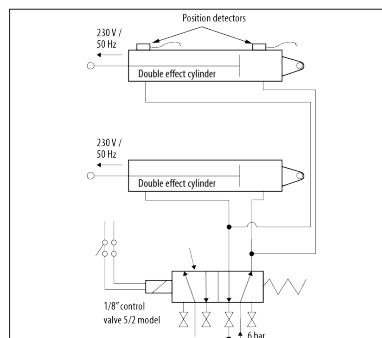 Position detectors
230 V /
50 Hz
Double effect cylinder
230 V /
50 Hz
Double effect cylinder
1/8" control
valve 5/2 model
6 bar